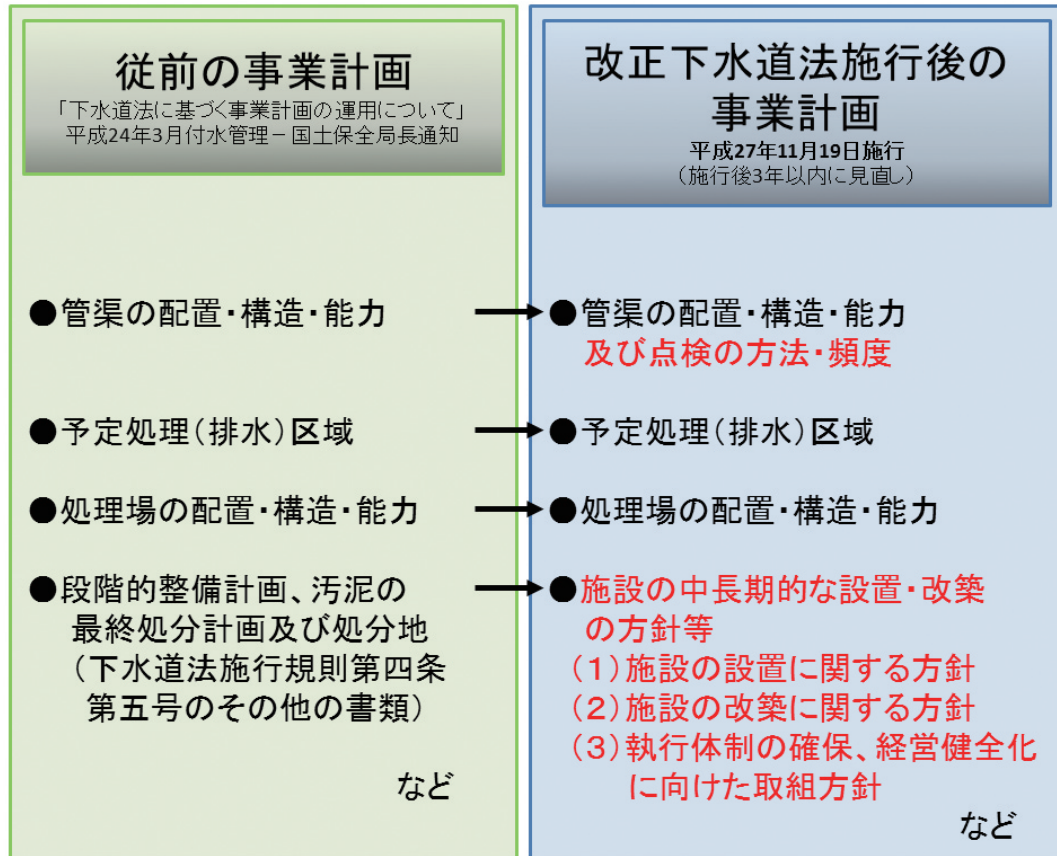 従前の事業計画
「下水道法に基づく事業計画の運用について」
平成24年3月付水管理－国土保全局長通知
●管渠の配置・構造・能力
●予定処理(排水)区域
●処理場の配置・構造・能力
●段階的整備計画、汚泥の
最終処分計画及び処分地
(下水道法施行規則第四条
第五号のその他の書類)
など
改正下水道法施行後の
事業計画
平成27年11月19日施行
(施行後3年以内に見直し)
●管渠の配置・構造・能力
及び点検の方法・頻度
●予定処理(排水)区域
●処理場の配置・構造・能力
●施設の中長期的な設置・改築
の方針等
(1)施設の設置に関する方針
(2)施設の改築に関する方針
(3)執行体制の確保、経営健全化
に向けた取組方針
など